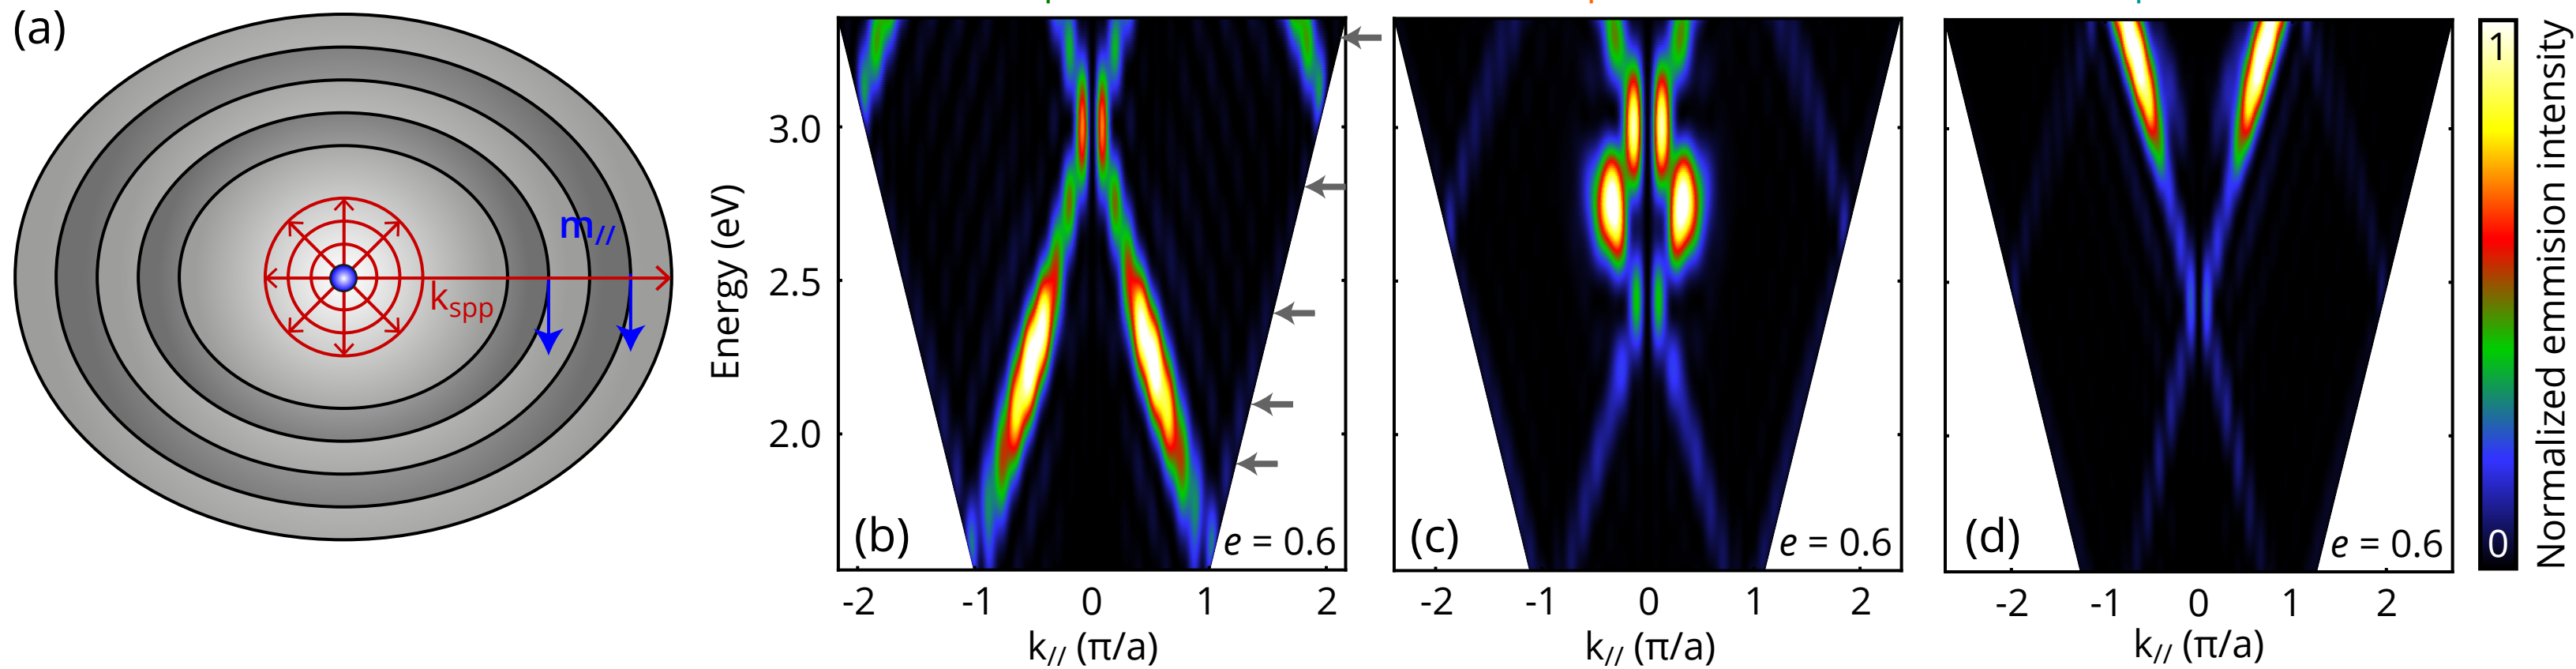 (a)
m//
kspp
Energy (eV)
3.0
2.5
2.0
(b)
e = 0.6
-2 -1 0 1 2
k// (π/a)
(c)
e = 0.6
-2 -1 0 1 2
k// (π/a)
(d)
e = 0.6
-2 -1 0 1 2
k// (π/a)
1
0
Normalized emmision intensity